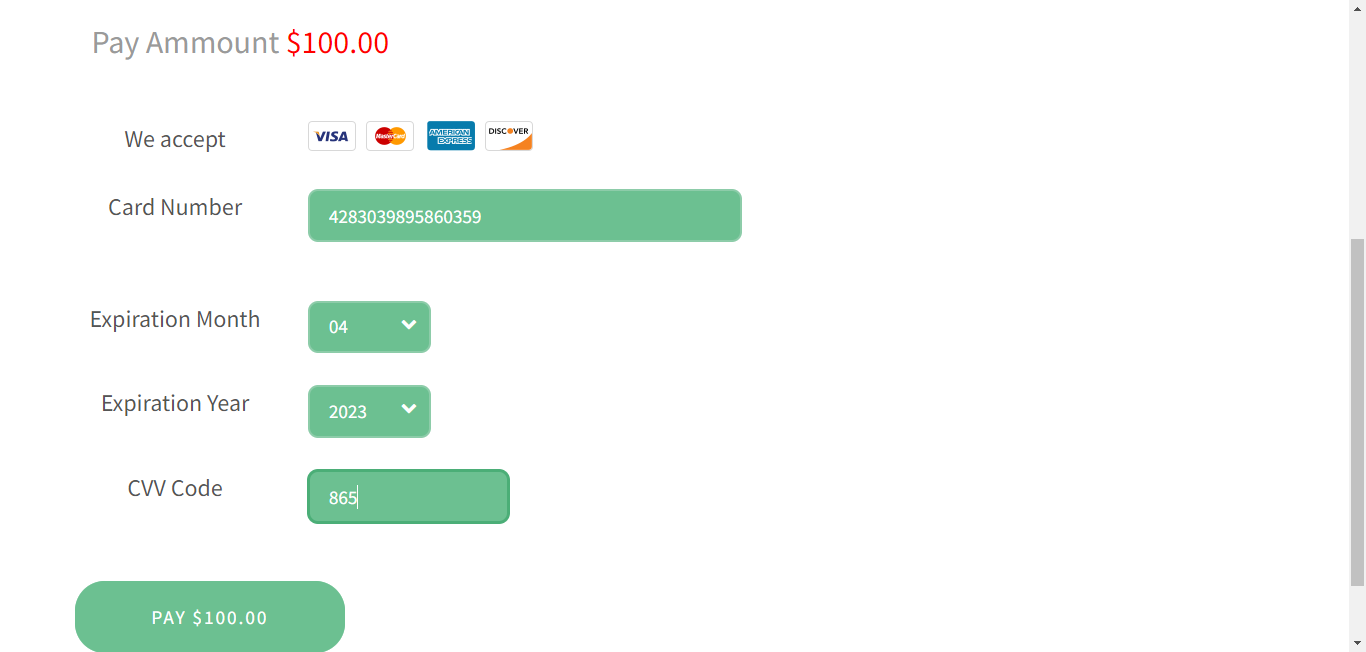 Pay Ammount $100.00
We accept VISA MasterCard AMERICAN EXPRESS DISCOVER
Card Number 4283039895860359
Expiration Month 04
Expiration Year 2023
CVV Code 865
PAY $100.00